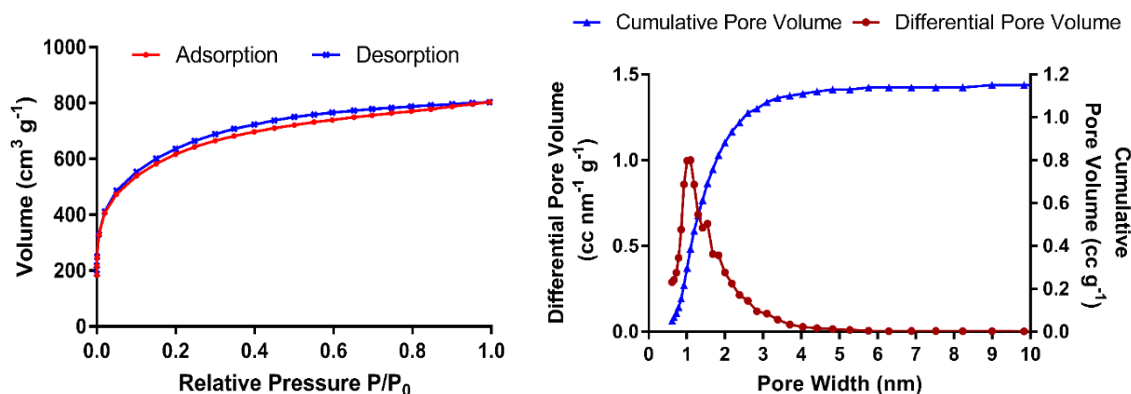 Adsorption Desorption
Volume (cm³ g⁻¹)
1000
800
600
400
200
0
0.0 0.2 0.4 0.6 0.8 1.0
Relative Pressure P/P₀
Cumulative Pore Volume Differential Pore Volume
Differential Pore Volume
(cc nm⁻¹ g⁻¹)
1.5
1.0
0.5
0.0
0 1 2 3 4 5 6 7 8 9 10
Pore Width (nm)
1.2
1.0
0.8
0.6
0.4
0.2
0.0
Cumulative
Pore Volume (cc g⁻¹)